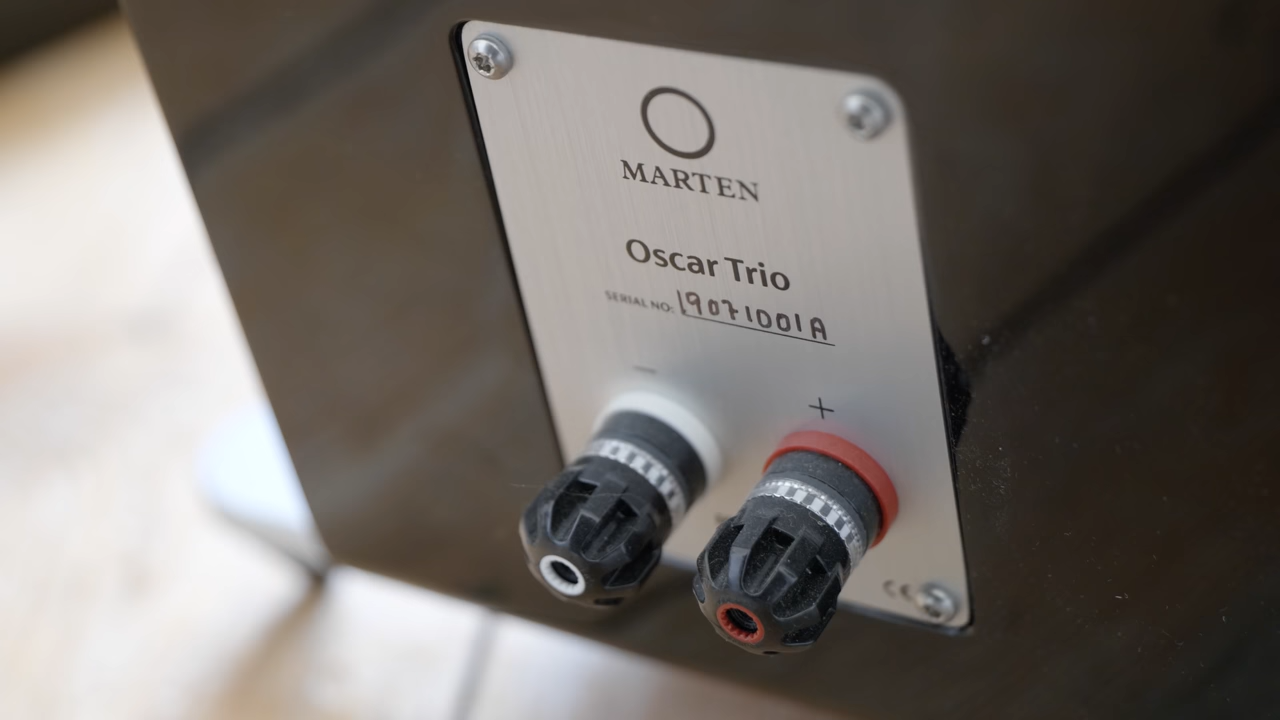 MARTEN
Oscar Trio
SERIAL NO: 19071001A
− +
CE